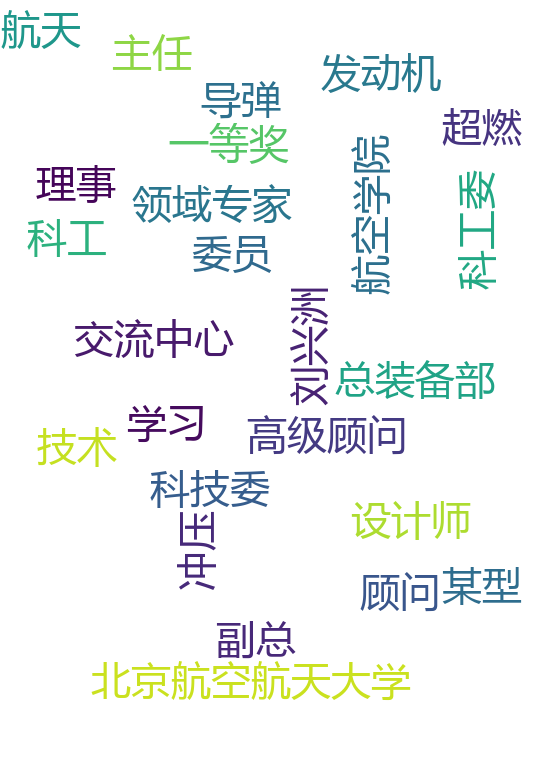 航天
主任
发动机
导弹
超燃
一等奖
航空学院
理事
科工委
领域专家
科工
委员
刘兴洲
交流中心
总装备部
学习
高级顾问
技术
科技委
设计师
冲压
某型
顾问
副总
北京航空航天大学